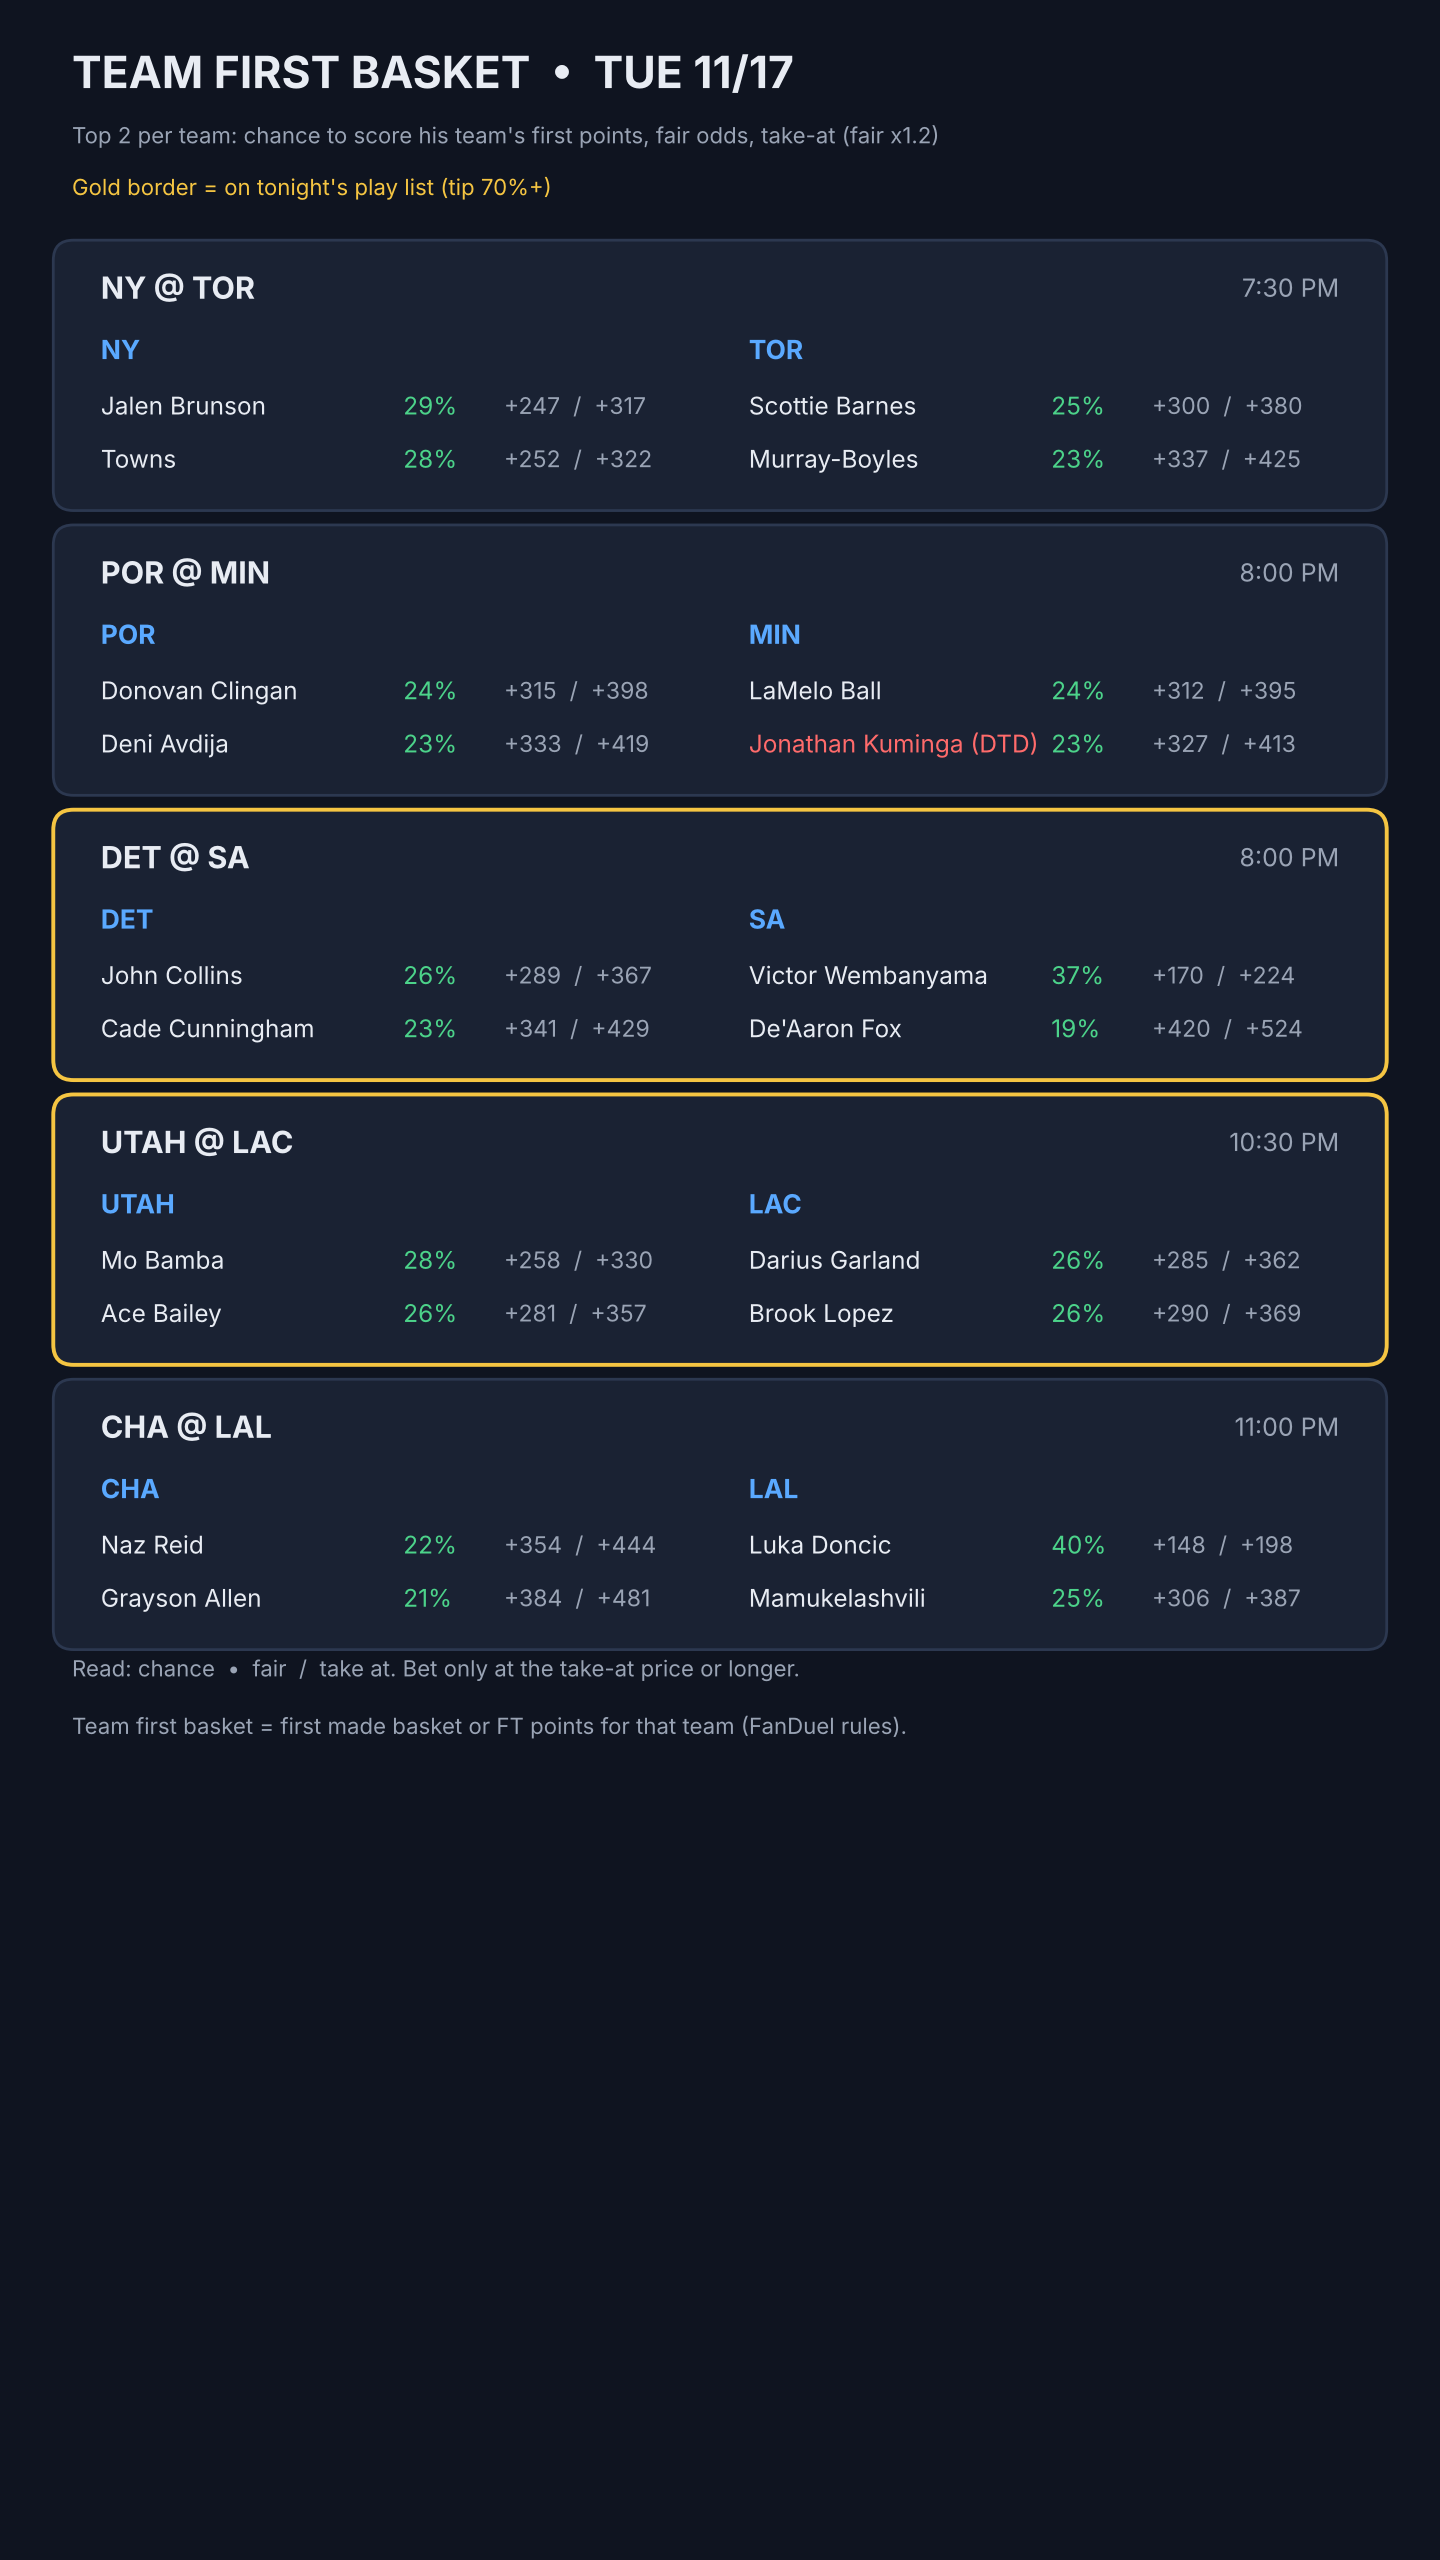 TEAM FIRST BASKET • TUE 11/17
Top 2 per team: chance to score his team's first points, fair odds, take-at (fair x1.2)
Gold border = on tonight's play list (tip 70%+)
NY @ TOR 7:30 PM
NY TOR
Jalen Brunson 29% +247 / +317 Scottie Barnes 25% +300 / +380
Towns 28% +252 / +322 Murray-Boyles 23% +337 / +425
POR @ MIN 8:00 PM
POR MIN
Donovan Clingan 24% +315 / +398 LaMelo Ball 24% +312 / +395
Deni Avdija 23% +333 / +419 Jonathan Kuminga (DTD) 23% +327 / +413
DET @ SA 8:00 PM
DET SA
John Collins 26% +289 / +367 Victor Wembanyama 37% +170 / +224
Cade Cunningham 23% +341 / +429 De'Aaron Fox 19% +420 / +524
UTAH @ LAC 10:30 PM
UTAH LAC
Mo Bamba 28% +258 / +330 Darius Garland 26% +285 / +362
Ace Bailey 26% +281 / +357 Brook Lopez 26% +290 / +369
CHA @ LAL 11:00 PM
CHA LAL
Naz Reid 22% +354 / +444 Luka Doncic 40% +148 / +198
Grayson Allen 21% +384 / +481 Mamukelashvili 25% +306 / +387
Read: chance • fair / take at. Bet only at the take-at price or longer.
Team first basket = first made basket or FT points for that team (FanDuel rules).